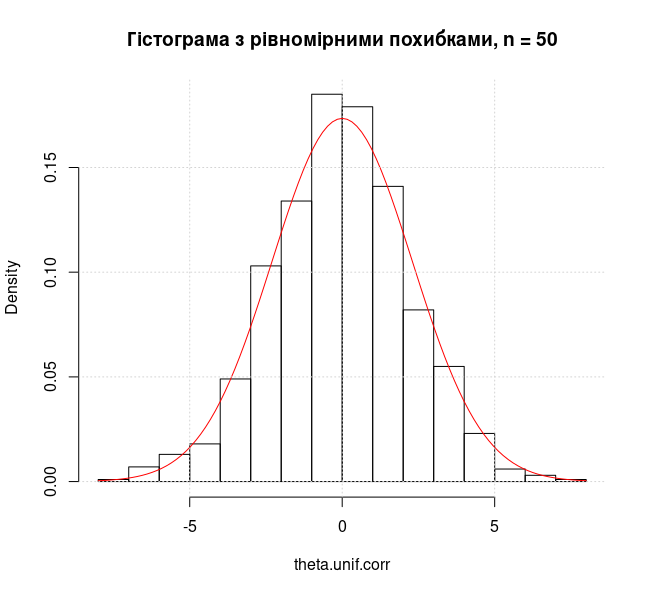 Гістограма з рівномірними похибками, n = 50
Density
0.15
0.10
0.05
0.00
-5 0 5
theta.unif.corr